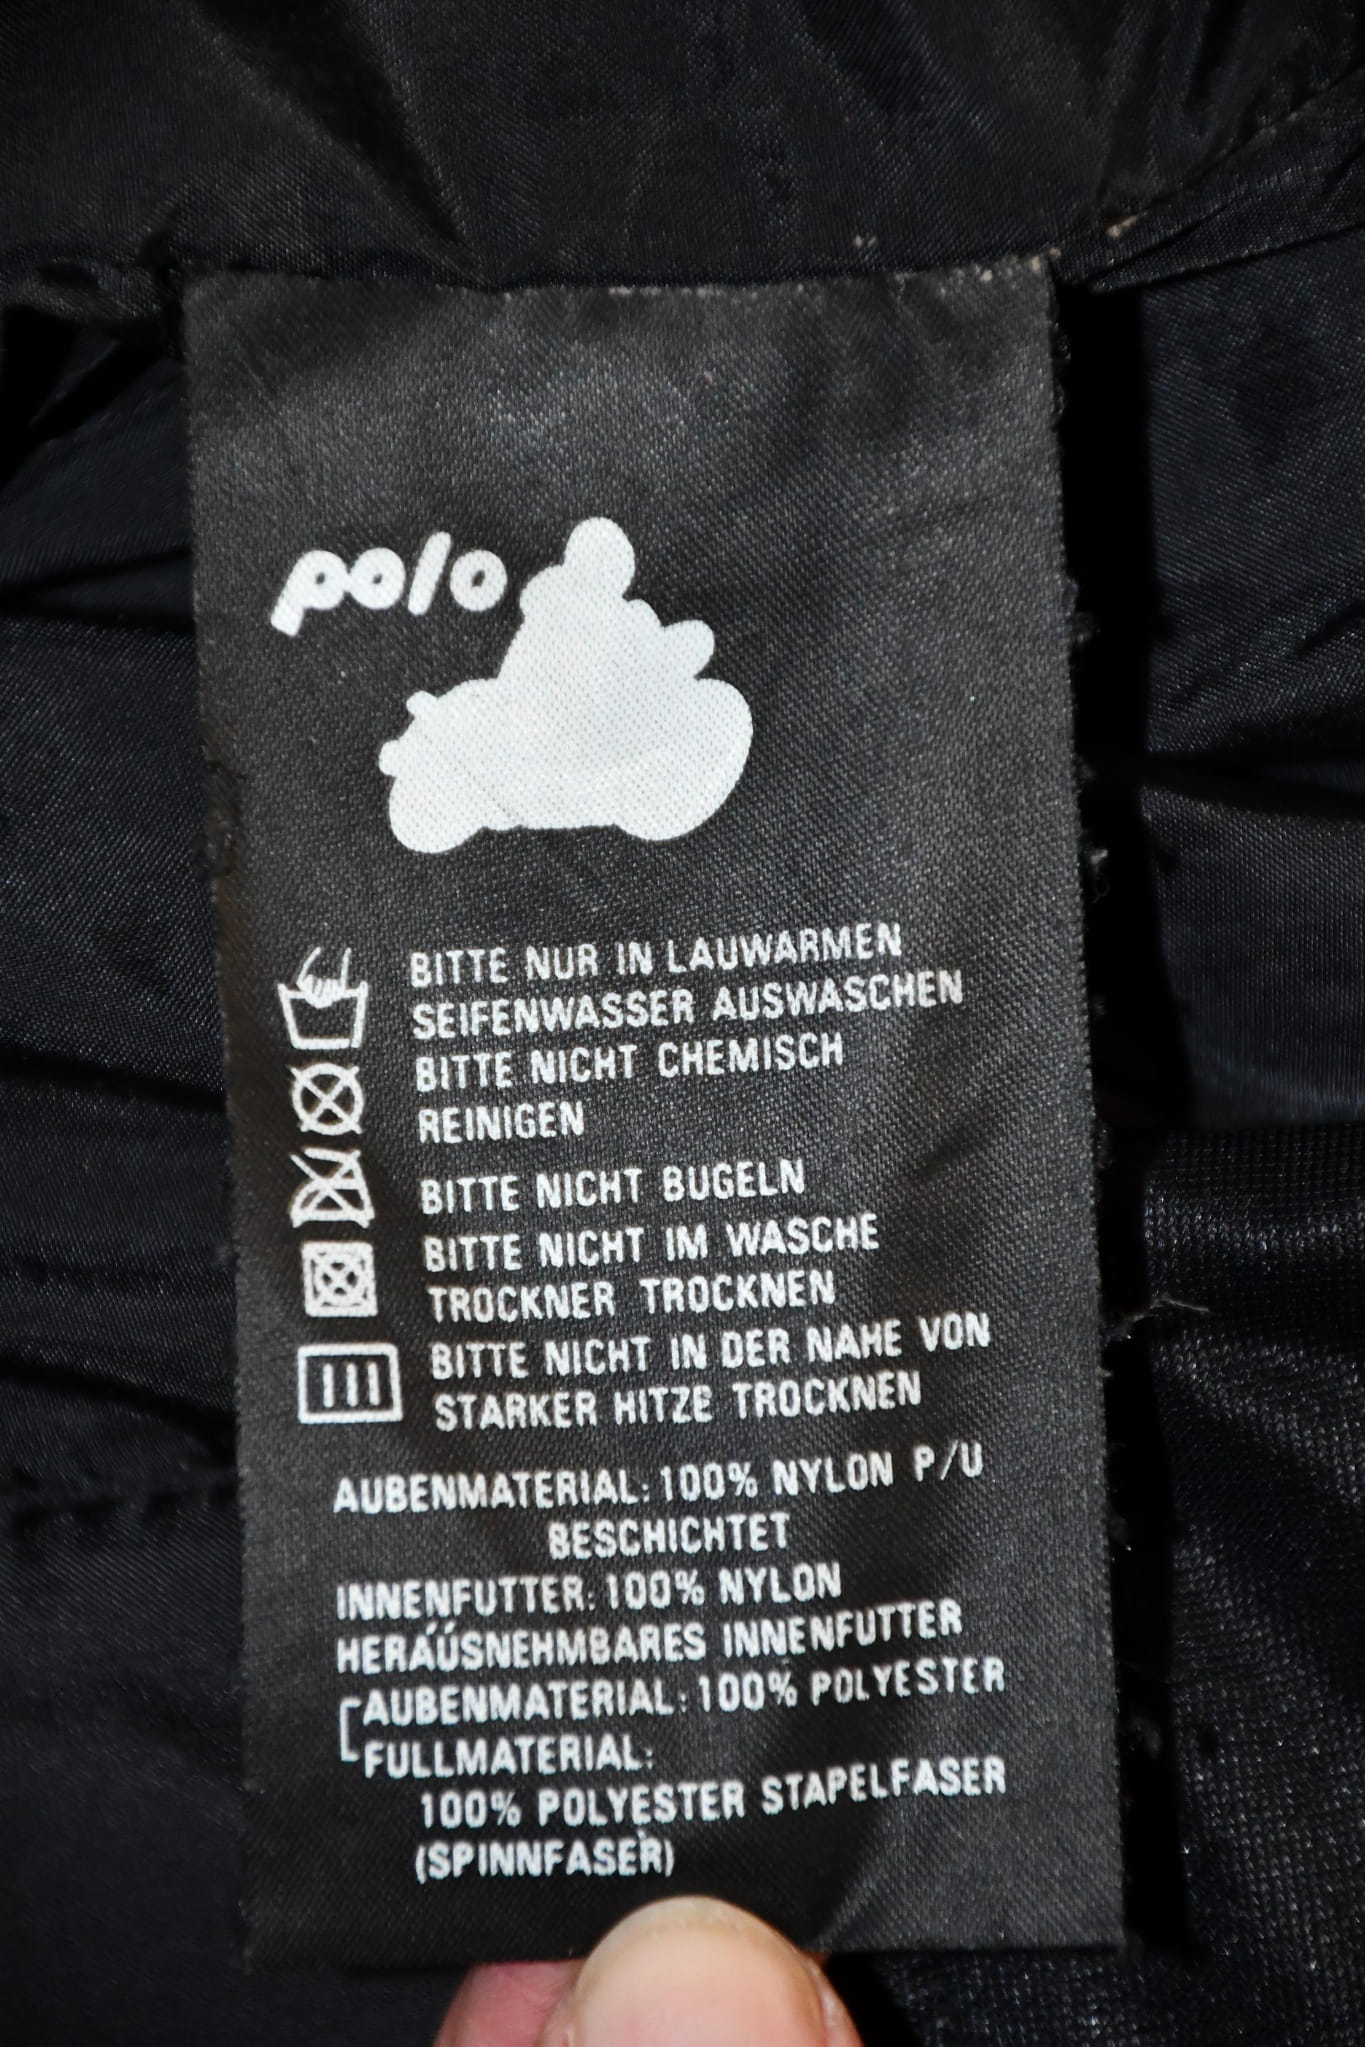 polo
BITTE NUR IN LAUWARMEN
SEIFENWASSER AUSWASCHEN
BITTE NICHT CHEMISCH
REINIGEN
BITTE NICHT BUGELN
BITTE NICHT IM WASCHE
TROCKNER TROCKNEN
BITTE NICHT IN DER NAHE VON
STARKER HITZE TROCKNEN
AUBENMATERIAL: 100% NYLON P/U
BESCHICHTET
INNENFUTTER: 100% NYLON
HERAÚŚNEHMBARES INNENFUTTER
AUBENMATERIAL: 100% POLYESTER
FULLMATERIAL:
100% POLYESTER STAPELFASER
(SPINNFASER)